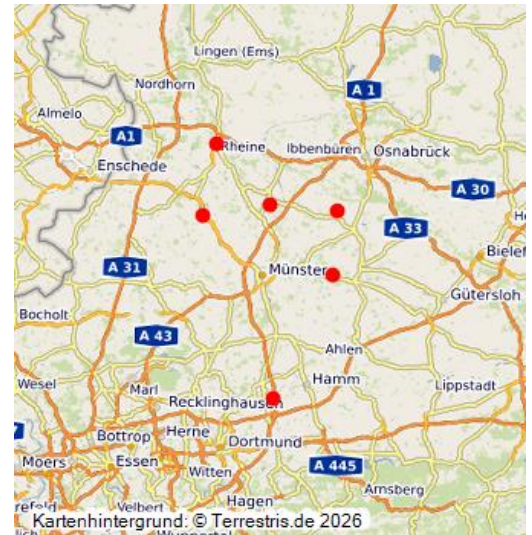 Lingen (Ems)
Nordhorn
A 1
Almelo
A1
Rheine
Ibbenbüren
Osnabrück
Enschede
A 30
A 33
A 31
Münster
Gütersloh
Bocholt
A 43
Ahlen
Wesel
Marl
Hamm
Lippstadt
Recklinghausen
Bottrop
Herne
Dortmund
Moers
Essen
Witten
A 445
Arnsberg
Hagen
Velbert
Kartenhintergrund: © Terrestris.de 2026